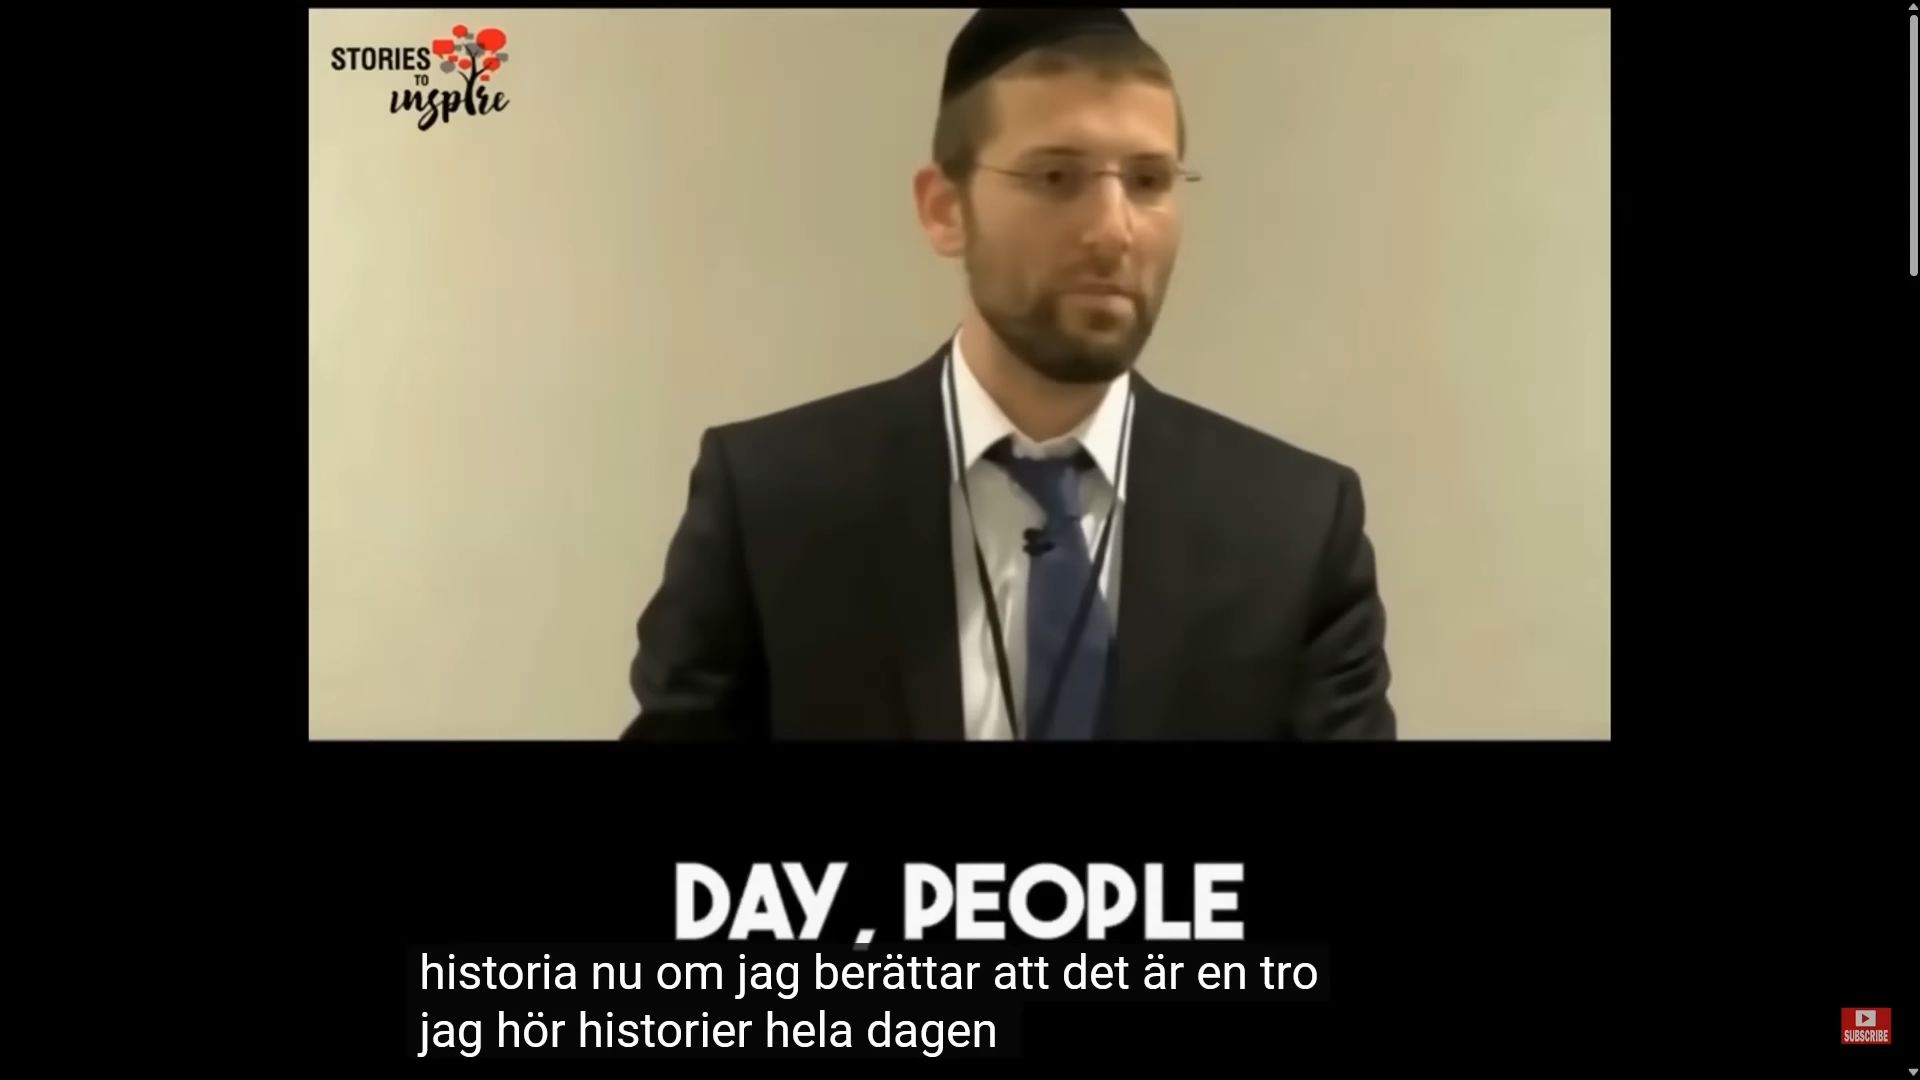 STORIES
TO
inspire
DAY, PEOPLE
historia nu om jag berättar att det är en tro
jag hör historier hela dagen
SUBSCRIBE